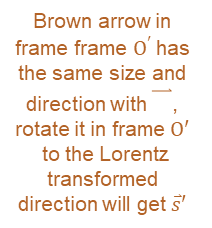 Brown arrow in
frame frame O′ has
the same size and
direction with ⃗ ,
rotate it in frame O′
to the Lorentz
transformed
direction will get s⃗′